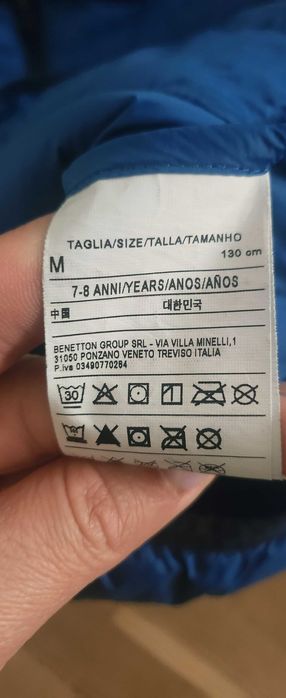 TAGLIA/SIZE/TALLA/TAMANHO
M 130 cm
7-8 ANNI/YEARS/ANOS/AÑOS
中国 대한민국
BENETTON GROUP SRL - VIA VILLA MINELLI,1
31050 PONZANO VENETO TREVISO ITALIA
P.iva 03490770264
30